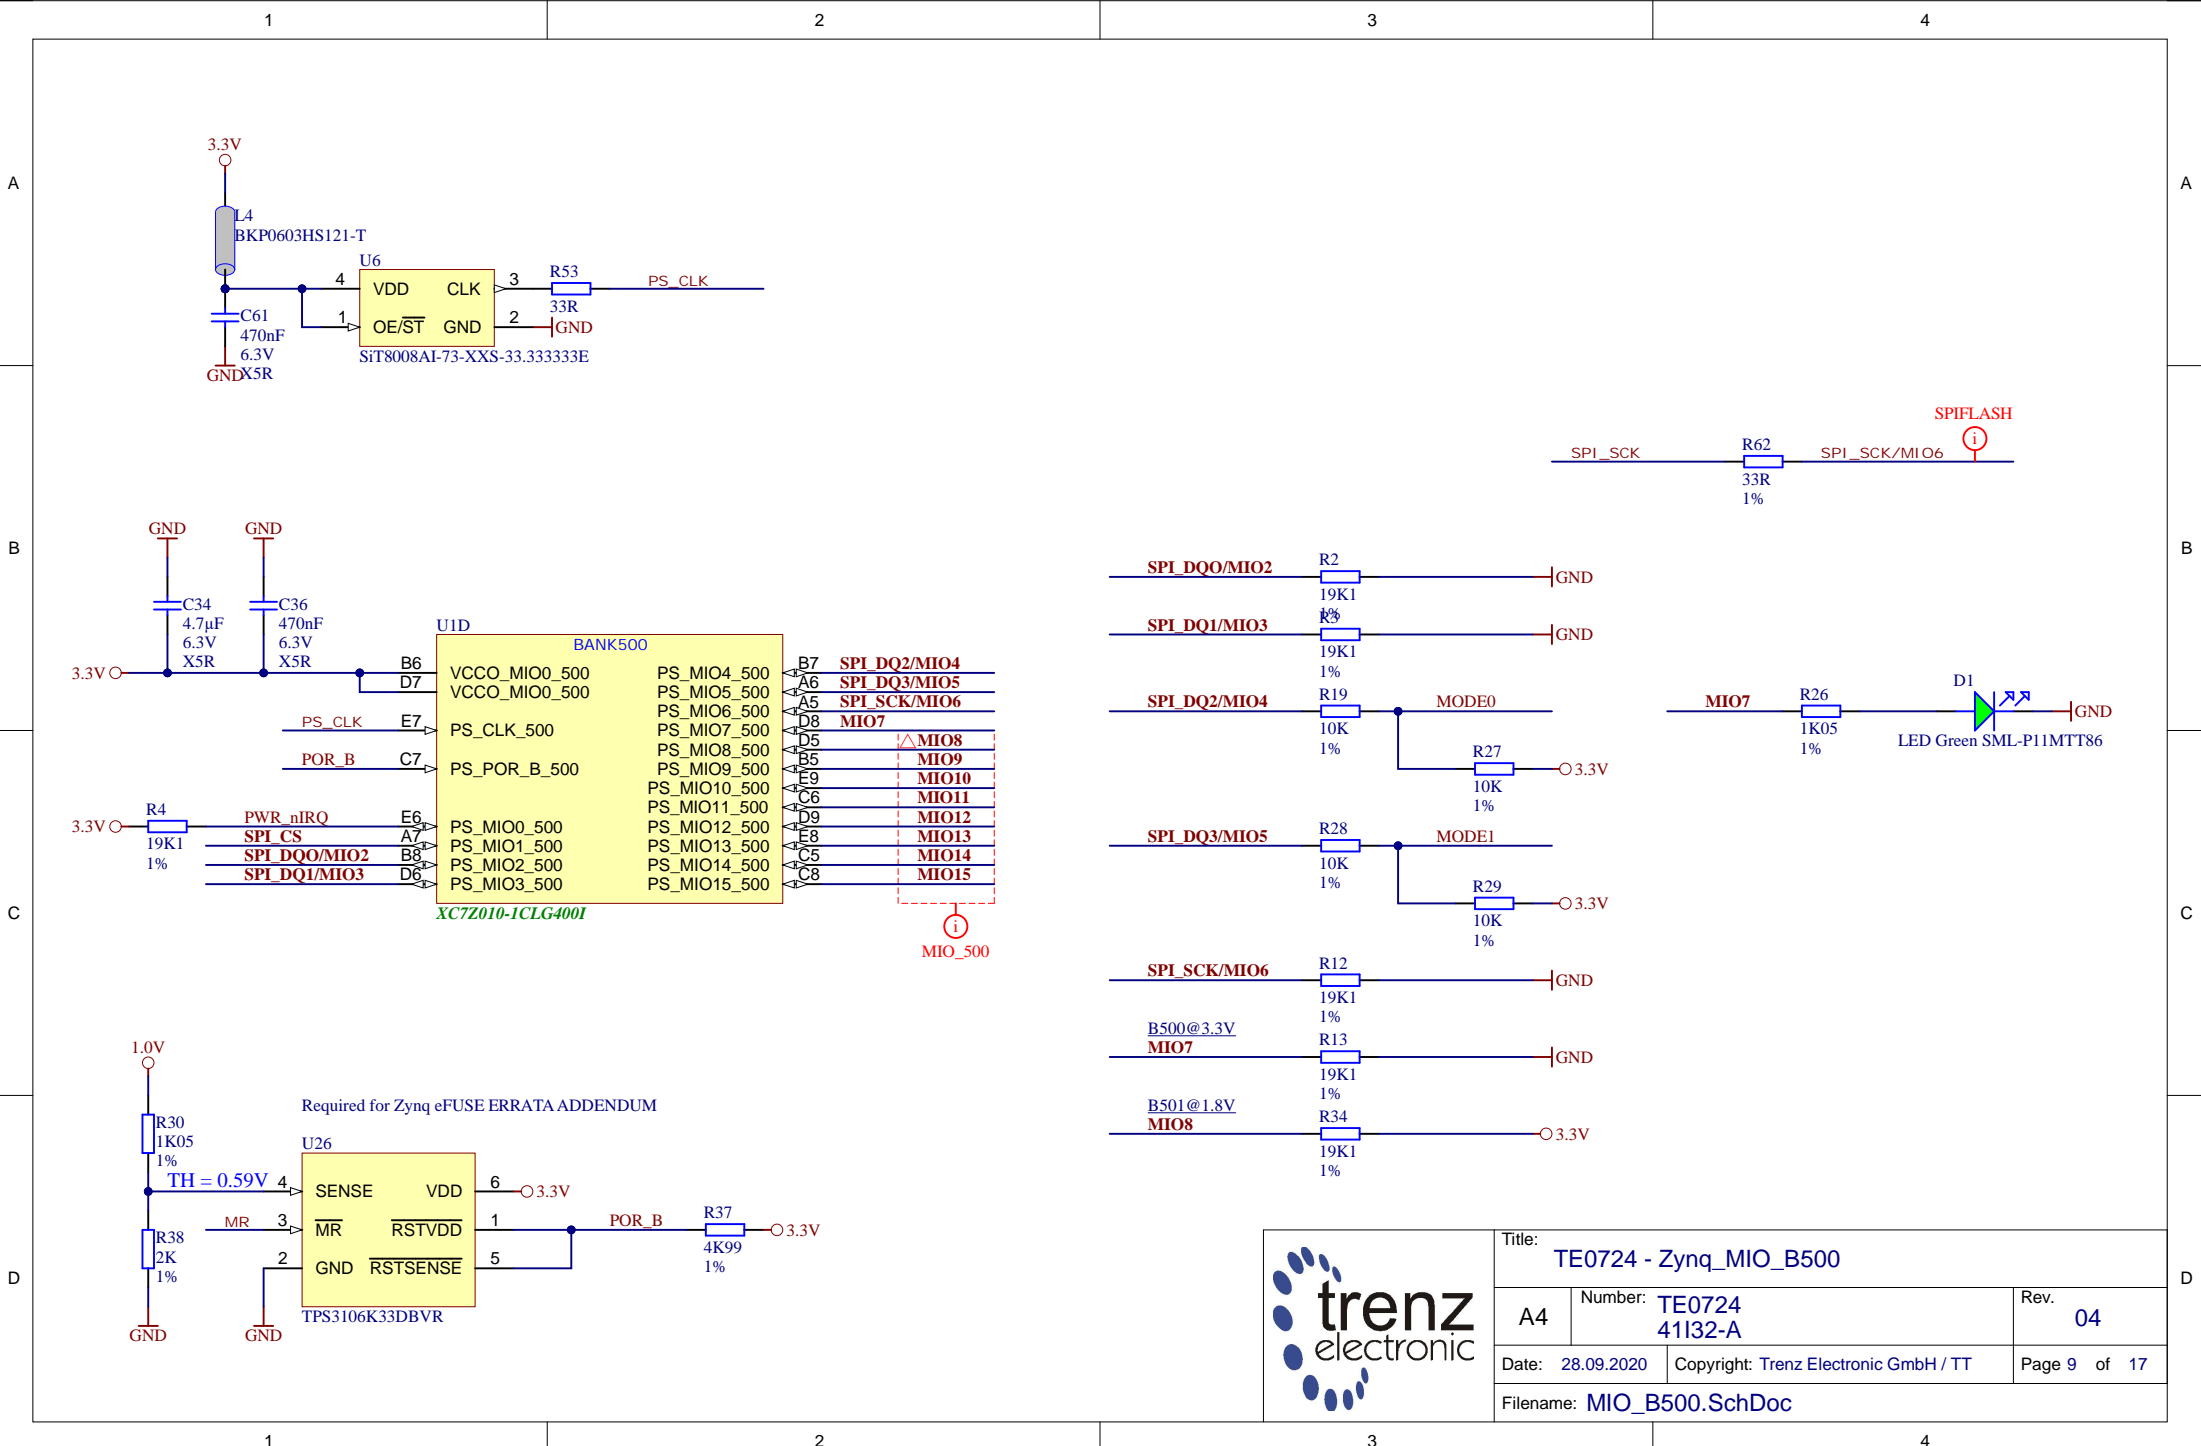 1
2
3
4
A
A
3.3V
L4
BKP0603HS121-T
U6
4
VDD
CLK
3
R53
33R
PS_CLK
1
OE/ST
GND
2
GND
SiT8008AI-73-XXS-33.333333E
C61
470nF
6.3V
X5R
GND
SPIFLASH
i
SPI_SCK
R62
33R
1%
SPI_SCK/MIO6
B
B
GND
GND
C34
4.7µF
6.3V
X5R
C36
470nF
6.3V
X5R
3.3V
U1D
BANK500
B6
VCCO_MIO0_500
D7
VCCO_MIO0_500
PS_CLK
E7
PS_CLK_500
POR_B
C7
PS_POR_B_500
3.3V
R4
19K1
1%
PWR_nIRQ
E6
PS_MIO0_500
SPI_CS
A7
PS_MIO1_500
SPI_DQO/MIO2
B8
PS_MIO2_500
SPI_DQ1/MIO3
D6
PS_MIO3_500
PS_MIO4_500
B7
SPI_DQ2/MIO4
PS_MIO5_500
A6
SPI_DQ3/MIO5
PS_MIO6_500
A5
SPI_SCK/MIO6
PS_MIO7_500
D8
MIO7
PS_MIO8_500
D5
MIO8
PS_MIO9_500
B5
MIO9
PS_MIO10_500
E9
MIO10
PS_MIO11_500
C6
MIO11
PS_MIO12_500
D9
MIO12
PS_MIO13_500
E8
MIO13
PS_MIO14_500
C5
MIO14
PS_MIO15_500
C8
MIO15
XC7Z010-1CLG400I
i
MIO_500
SPI_DQO/MIO2
R2
19K1
1%
GND
SPI_DQ1/MIO3
R3
19K1
1%
GND
SPI_DQ2/MIO4
R19
10K
1%
MODE0
R27
10K
1%
3.3V
SPI_DQ3/MIO5
R28
10K
1%
MODE1
R29
10K
1%
3.3V
SPI_SCK/MIO6
R12
19K1
1%
GND
B500@3.3V
MIO7
R13
19K1
1%
GND
B501@1.8V
MIO8
R34
19K1
1%
3.3V
MIO7
R26
1K05
1%
D1
GND
LED Green SML-P11MTT86
C
C
1.0V
R30
1K05
1%
TH = 0.59V
R38
2K
1%
GND
Required for Zynq eFUSE ERRATA ADDENDUM
U26
4
SENSE
VDD
6
3.3V
MR
3
MR
RSTVDD
1
POR_B
R37
4K99
1%
3.3V
2
GND
RSTSENSE
5
TPS3106K33DBVR
GND
D
D
trenz
electronic
Title:
TE0724 - Zynq_MIO_B500
A4
Number: TE0724
41I32-A
Rev.
04
Date: 28.09.2020
Copyright: Trenz Electronic GmbH / TT
Page 9 of 17
Filename: MIO_B500.SchDoc
1
2
3
4